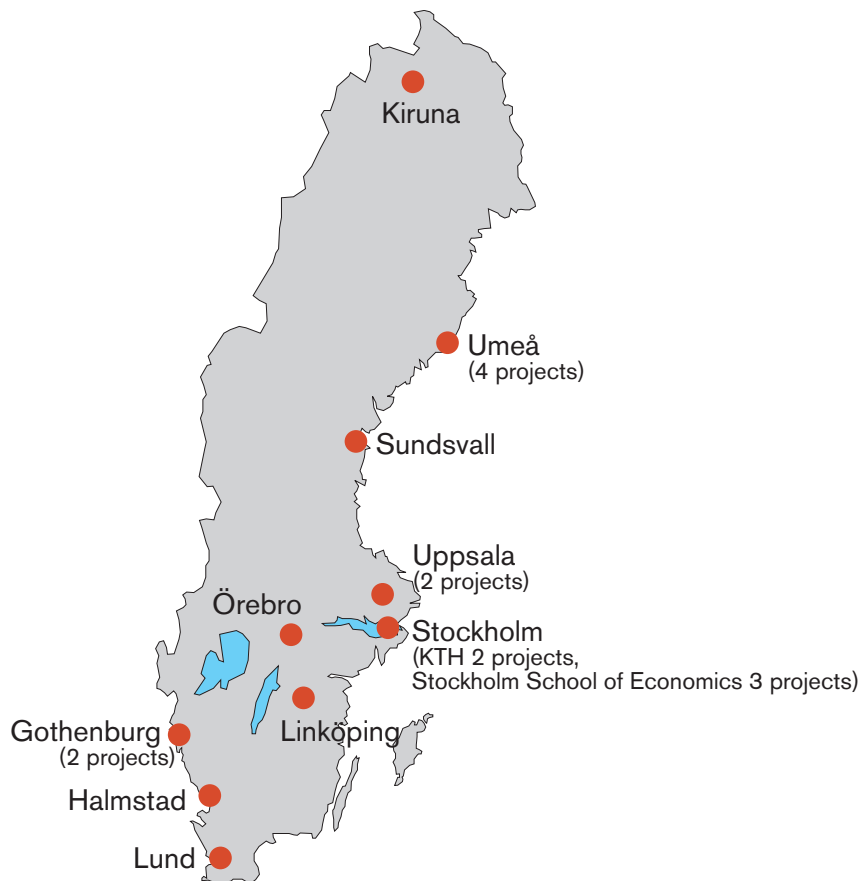 Kiruna
Umeå
(4 projects)
Sundsvall
Uppsala
(2 projects)
Örebro
Stockholm
(KTH 2 projects,
Stockholm School of Economics 3 projects)
Gothenburg
(2 projects)
Linköping
Halmstad
Lund